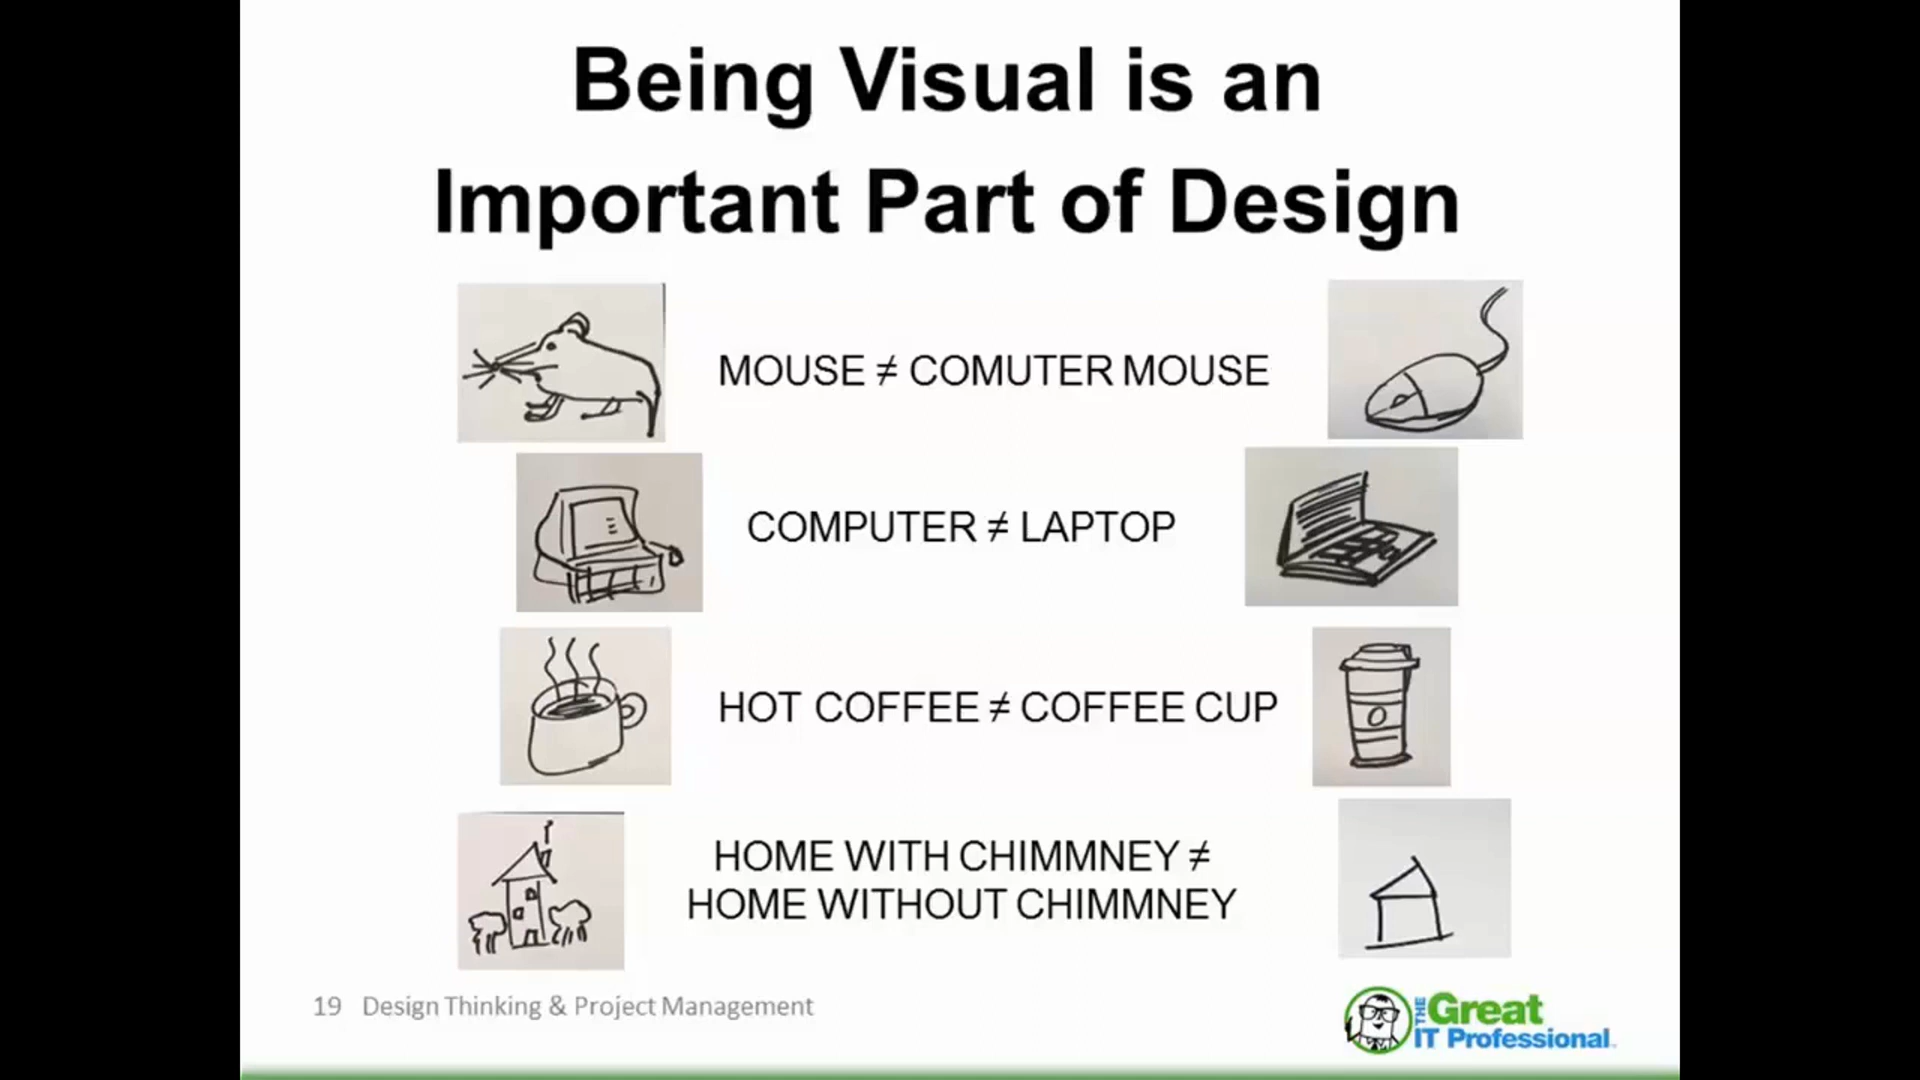 Being Visual is an
Important Part of Design
MOUSE ≠ COMUTER MOUSE
COMPUTER ≠ LAPTOP
HOT COFFEE ≠ COFFEE CUP
HOME WITH CHIMMNEY ≠
HOME WITHOUT CHIMMNEY
19 Design Thinking & Project Management
THE Great
IT Professional